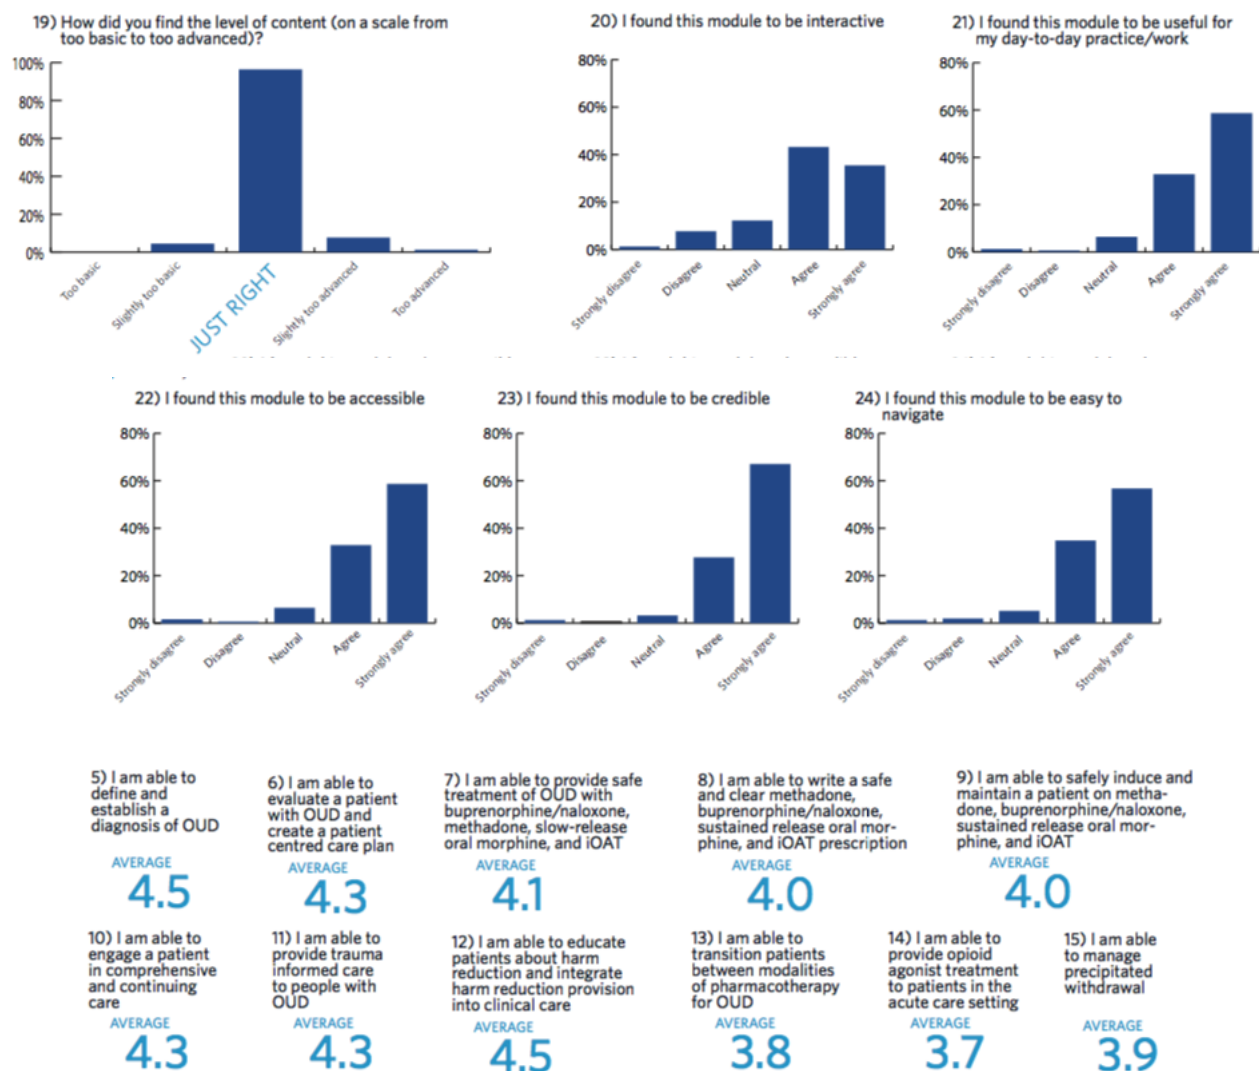 19) How did you find the level of content (on a scale from
too basic to too advanced)?
100%
80%
60%
40%
20%
0%
Too basic
Slightly too basic
JUST RIGHT
Slightly too advanced
Too advanced
20) I found this module to be interactive
80%
60%
40%
20%
0%
Strongly disagree
Disagree
Neutral
Agree
Strongly agree
21) I found this module to be useful for
my day-to-day practice/work
80%
60%
40%
20%
0%
Strongly disagree
Disagree
Neutral
Agree
Strongly agree
22) I found this module to be accessible
80%
60%
40%
20%
0%
Strongly disagree
Disagree
Neutral
Agree
Strongly agree
23) I found this module to be credible
80%
60%
40%
20%
0%
Strongly disagree
Disagree
Neutral
Agree
Strongly agree
24) I found this module to be easy to
navigate
80%
60%
40%
20%
0%
Strongly disagree
Disagree
Neutral
Agree
Strongly agree
5) I am able to
define and
establish a
diagnosis of OUD
AVERAGE
4.5
6) I am able to
evaluate a patient
with OUD and
create a patient
centred care plan
AVERAGE
4.3
7) I am able to provide safe
treatment of OUD with
buprenorphine/naloxone,
methadone, slow-release
oral morphine, and iOAT
AVERAGE
4.1
8) I am able to write a safe
and clear methadone,
buprenorphine/naloxone,
sustained release oral mor-
phine, and iOAT prescription
AVERAGE
4.0
9) I am able to safely induce and
maintain a patient on metha-
done, buprenorphine/naloxone,
sustained release oral mor-
phine, and iOAT
AVERAGE
4.0
10) I am able to
engage a patient
in comprehensive
and continuing
care
AVERAGE
4.3
11) I am able to
provide trauma
informed care
to people with
OUD
AVERAGE
4.3
12) I am able to educate
patients about harm
reduction and integrate
harm reduction provision
into clinical care
AVERAGE
4.5
13) I am able to
transition patients
between modalities
of pharmacotherapy
for OUD
AVERAGE
3.8
14) I am able to
provide opioid
agonist treatment
to patients in the
acute care setting
AVERAGE
3.7
15) I am able
to manage
precipitated
withdrawal
AVERAGE
3.9